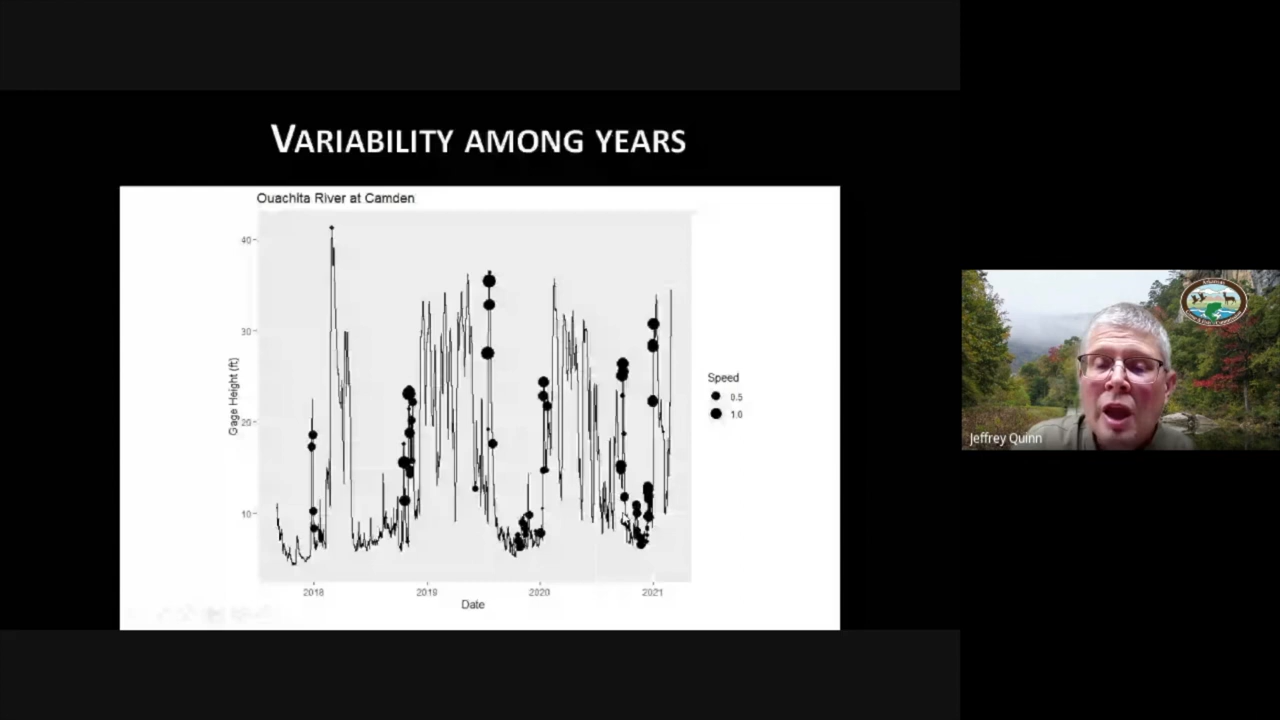 VARIABILITY AMONG YEARS
Ouachita River at Camden
40
30
20
10
Gage Height (ft)
2018
2019
2020
2021
Date
Speed
0.5
1.0
Jeffrey Quinn